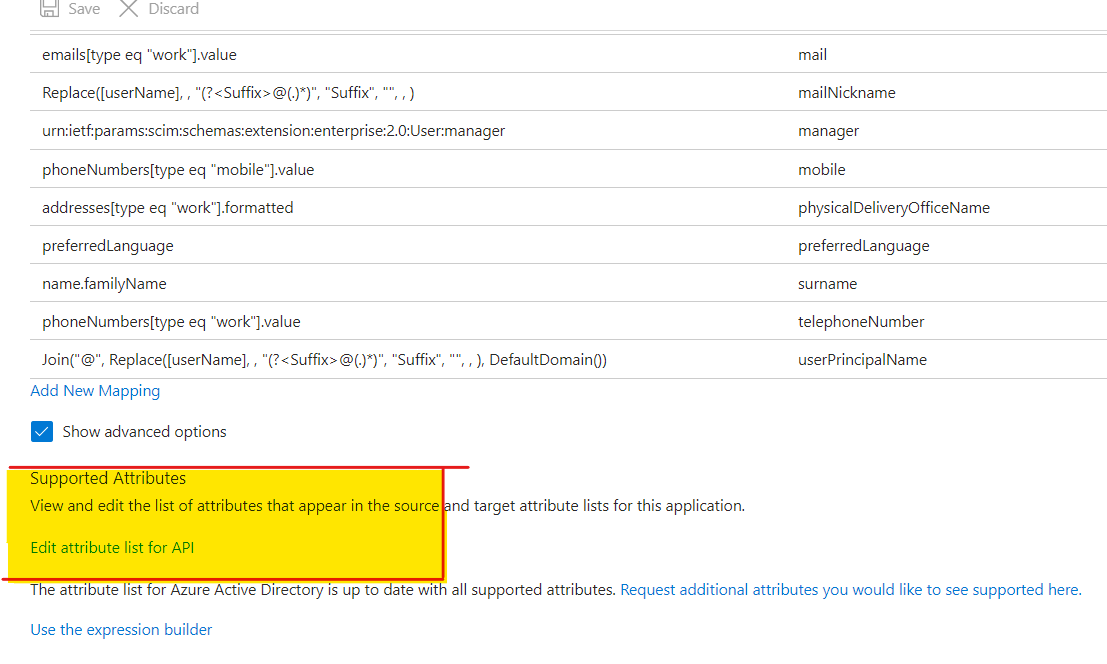 Save Discard
emails[type eq "work"].value mail
Replace([userName], , "(?<Suffix>@(.)*)", "Suffix", "", , ) mailNickname
urn:ietf:params:scim:schemas:extension:enterprise:2.0:User:manager manager
phoneNumbers[type eq "mobile"].value mobile
addresses[type eq "work"].formatted physicalDeliveryOfficeName
preferredLanguage preferredLanguage
name.familyName surname
phoneNumbers[type eq "work"].value telephoneNumber
Join("@", Replace([userName], , "(?<Suffix>@(.)*)", "Suffix", "", , ), DefaultDomain()) userPrincipalName
Add New Mapping
Show advanced options
Supported Attributes
View and edit the list of attributes that appear in the source and target attribute lists for this application.
Edit attribute list for API
The attribute list for Azure Active Directory is up to date with all supported attributes. Request additional attributes you would like to see supported here.
Use the expression builder